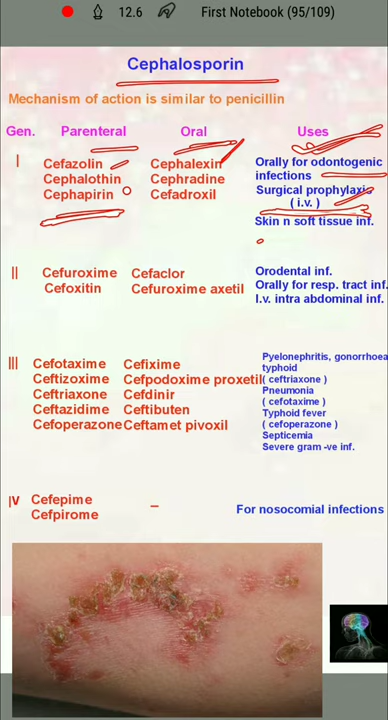 12.6 First Notebook (95/109)
Cephalosporin
Mechanism of action is similar to penicillin
Gen. Parenteral Oral Uses
I Cefazolin Cephalexin Orally for odontogenic
Cephalothin Cephradine infections
Cephapirin Cefadroxil Surgical prophylaxis
( i.v. )
Skin n soft tissue inf.
II Cefuroxime Cefaclor Orodental inf.
Cefoxitin Cefuroxime axetil Orally for resp. tract inf.
I.v. intra abdominal inf.
III Cefotaxime Cefixime Pyelonephritis, gonorrhoea
Ceftizoxime Cefpodoxime proxetil typhoid
Ceftriaxone Cefdinir ( ceftriaxone )
Ceftazidime Ceftibuten Pneumonia
Cefoperazone Ceftamet pivoxil ( cefotaxime )
Typhoid fever
( cefoperazone )
Septicemia
Severe gram -ve inf.
IV Cefepime – For nosocomial infections
Cefpirome